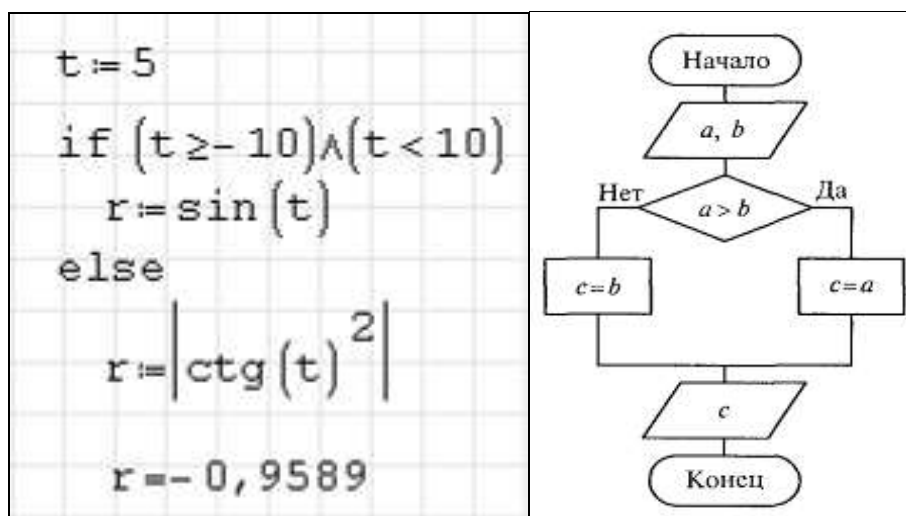 t≔5
if (t≥-10)∧(t<10)
r≔sin(t)
else
r≔|ctg(t)²|
r=-0,9589
Начало
a, b
Нет
Да
a > b
c=b
c=a
c
Конец